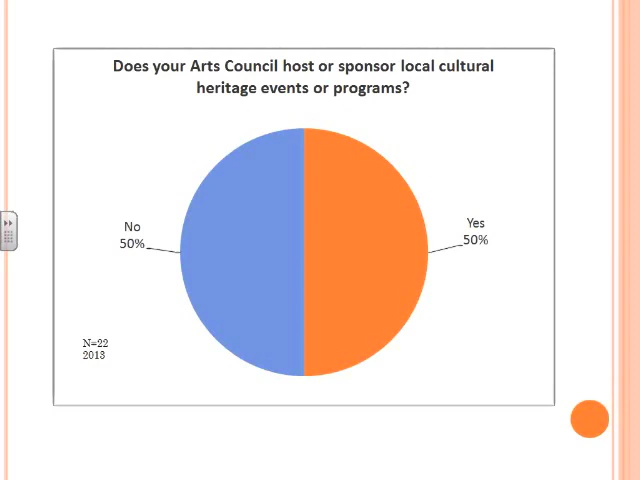 Does your Arts Council host or sponsor local cultural
heritage events or programs?
No
50%
Yes
50%
N=22
2013